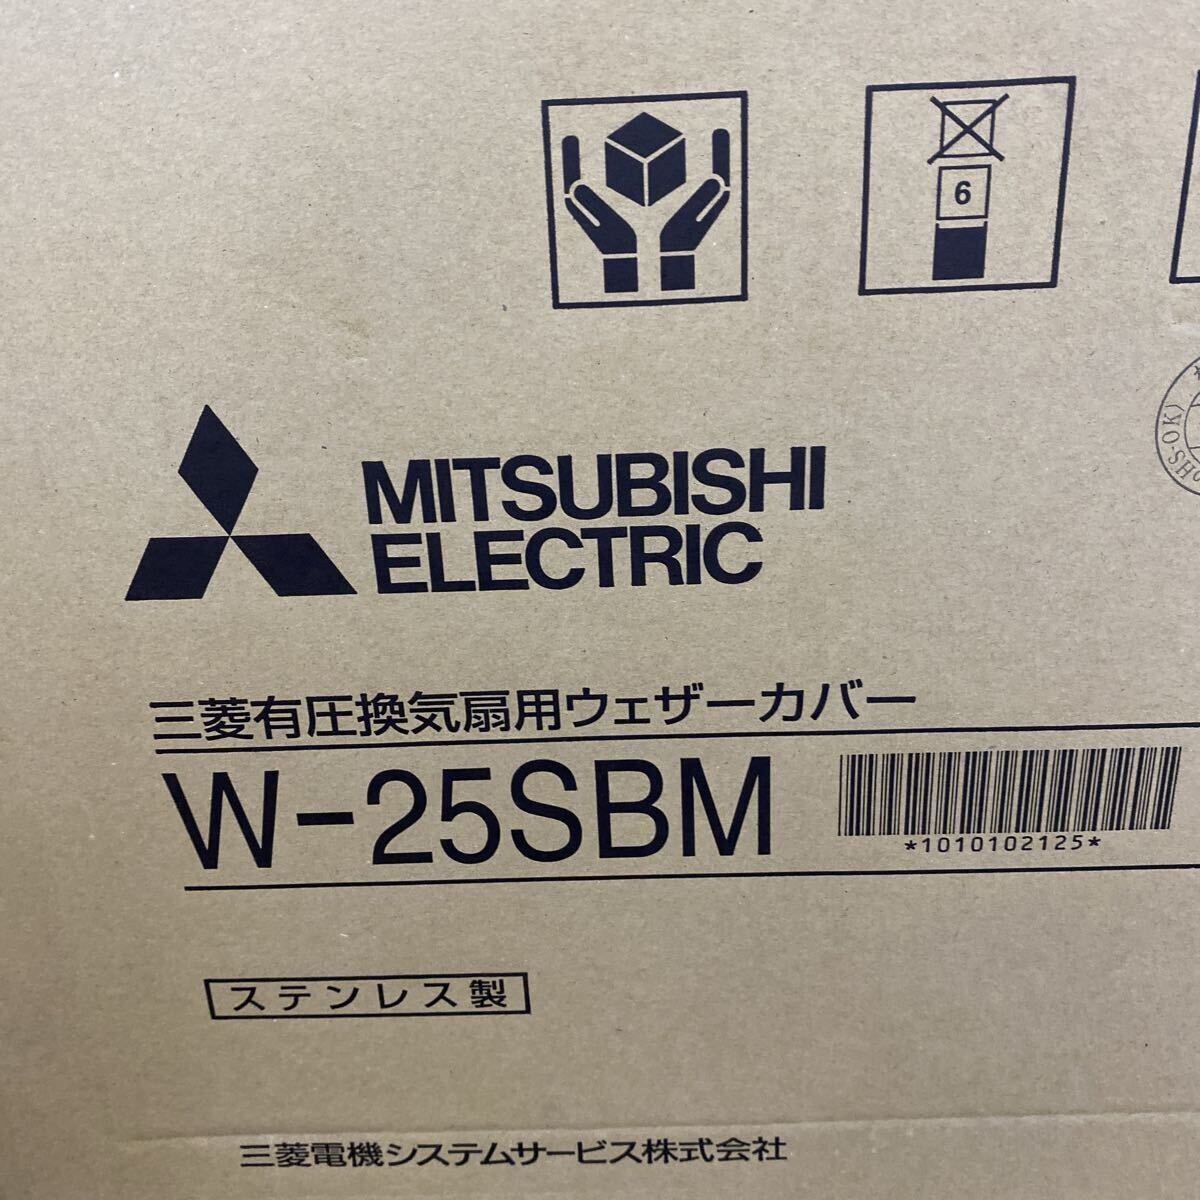 6
MITSUBISHI
ELECTRIC
三菱有圧換気扇用ウェザーカバー
W-25SBM
*1010102125*
ステンレス製
三菱電機システムサービス株式会社